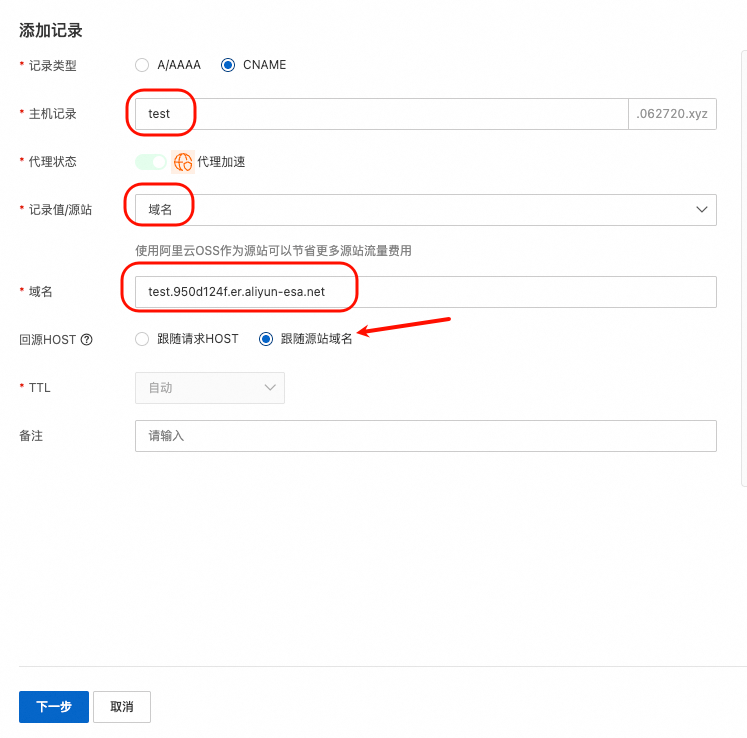 添加记录
* 记录类型 A/AAAA CNAME
* 主机记录 test .062720.xyz
* 代理状态 代理加速
* 记录值/源站 域名
使用阿里云OSS作为源站可以节省更多源站流量费用
* 域名 test.950d124f.er.aliyun-esa.net
回源HOST ? 跟随请求HOST 跟随源站域名
* TTL 自动
备注 请输入
下一步 取消